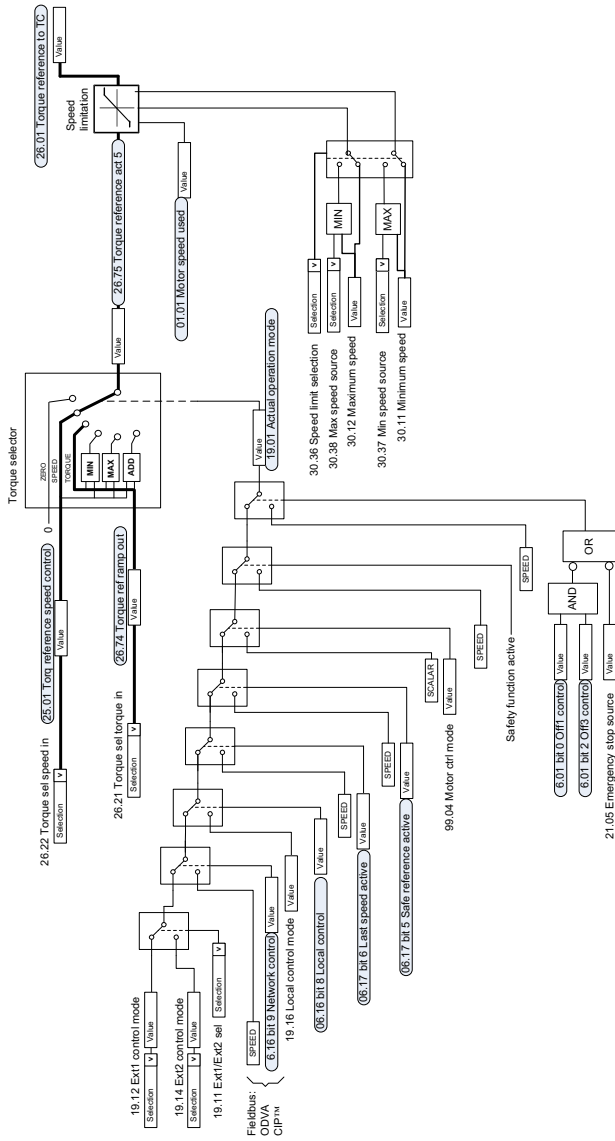 Torque selector
26.22 Torque sel speed in
Selection
25.01 Torq reference speed control
Value
0
ZERO
SPEED
TORQUE
MIN
MAX
ADD
26.21 Torque sel torque in
Selection
26.74 Torque ref ramp out
Value
Value
26.75 Torque reference act 5
Speed
limitation
26.01 Torque reference to TC
Value
Value
01.01 Motor speed used
19.12 Ext1 control mode
Selection
Value
19.14 Ext2 control mode
Selection
Value
19.11 Ext1/Ext2 sel
Selection
Fieldbus:
ODVA
CIP™
SPEED
6.16 bit 9 Network control
Value
19.16 Local control mode
Value
06.16 bit 8 Local control
Value
SPEED
06.17 bit 6 Last speed active
Value
SPEED
06.17 bit 5 Safe reference active
Value
SCALAR
99.04 Motor ctrl mode
Value
SPEED
Safety function active
SPEED
6.01 bit 0 Off1 control
Value
6.01 bit 2 Off3 control
Value
AND
OR
21.05 Emergency stop source
Value
Value
19.01 Actual operation mode
30.36 Speed limit selection
Selection
30.38 Max speed source
Selection
MIN
30.12 Maximum speed
Value
30.37 Min speed source
Selection
MAX
30.11 Minimum speed
Value